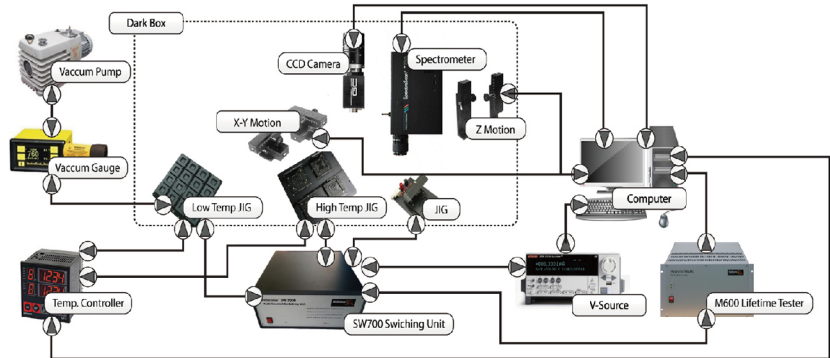 Dark Box
Vaccum Pump
CCD Camera
Spectrometer
X-Y Motion
Z Motion
Vaccum Gauge
Low Temp JIG
High Temp JIG
JIG
Computer
Temp. Controller
SW700 Swiching Unit
V-Source
M600 Lifetime Tester